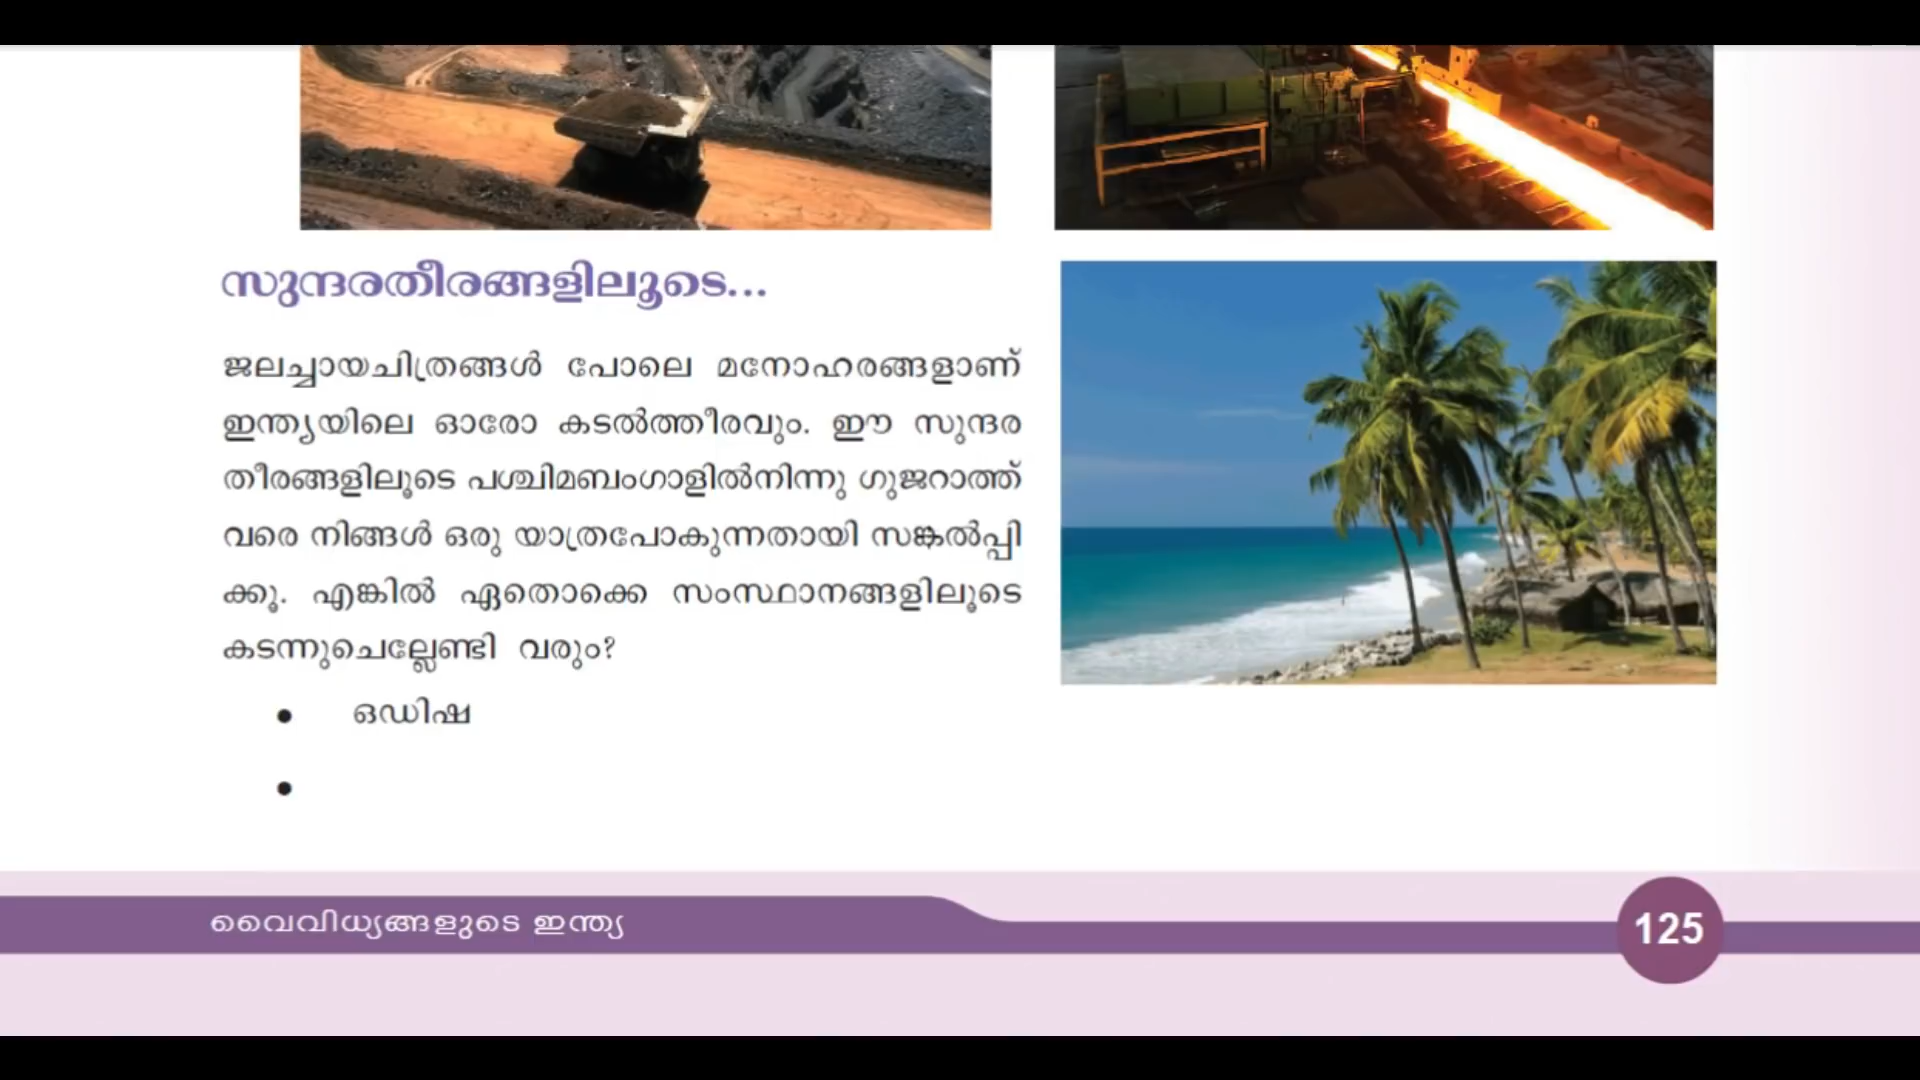 സുന്ദരതീരങ്ങളിലൂടെ...
ജലച്ചായചിത്രങ്ങൾ പോലെ മനോഹരങ്ങളാണ്
ഇന്ത്യയിലെ ഓരോ കടൽത്തീരവും. ഈ സുന്ദര
തീരങ്ങളിലൂടെ പശ്ചിമബംഗാളിൽനിന്നു ഗുജറാത്ത്
വരെ നിങ്ങൾ ഒരു യാത്രപോകുന്നതായി സങ്കൽപ്പി
ക്കൂ. എങ്കിൽ ഏതൊക്കെ സംസ്ഥാനങ്ങളിലൂടെ
കടന്നുചെല്ലേണ്ടി വരും?
• ഒഡിഷ
•
വൈവിധ്യങ്ങളുടെ ഇന്ത്യ
125